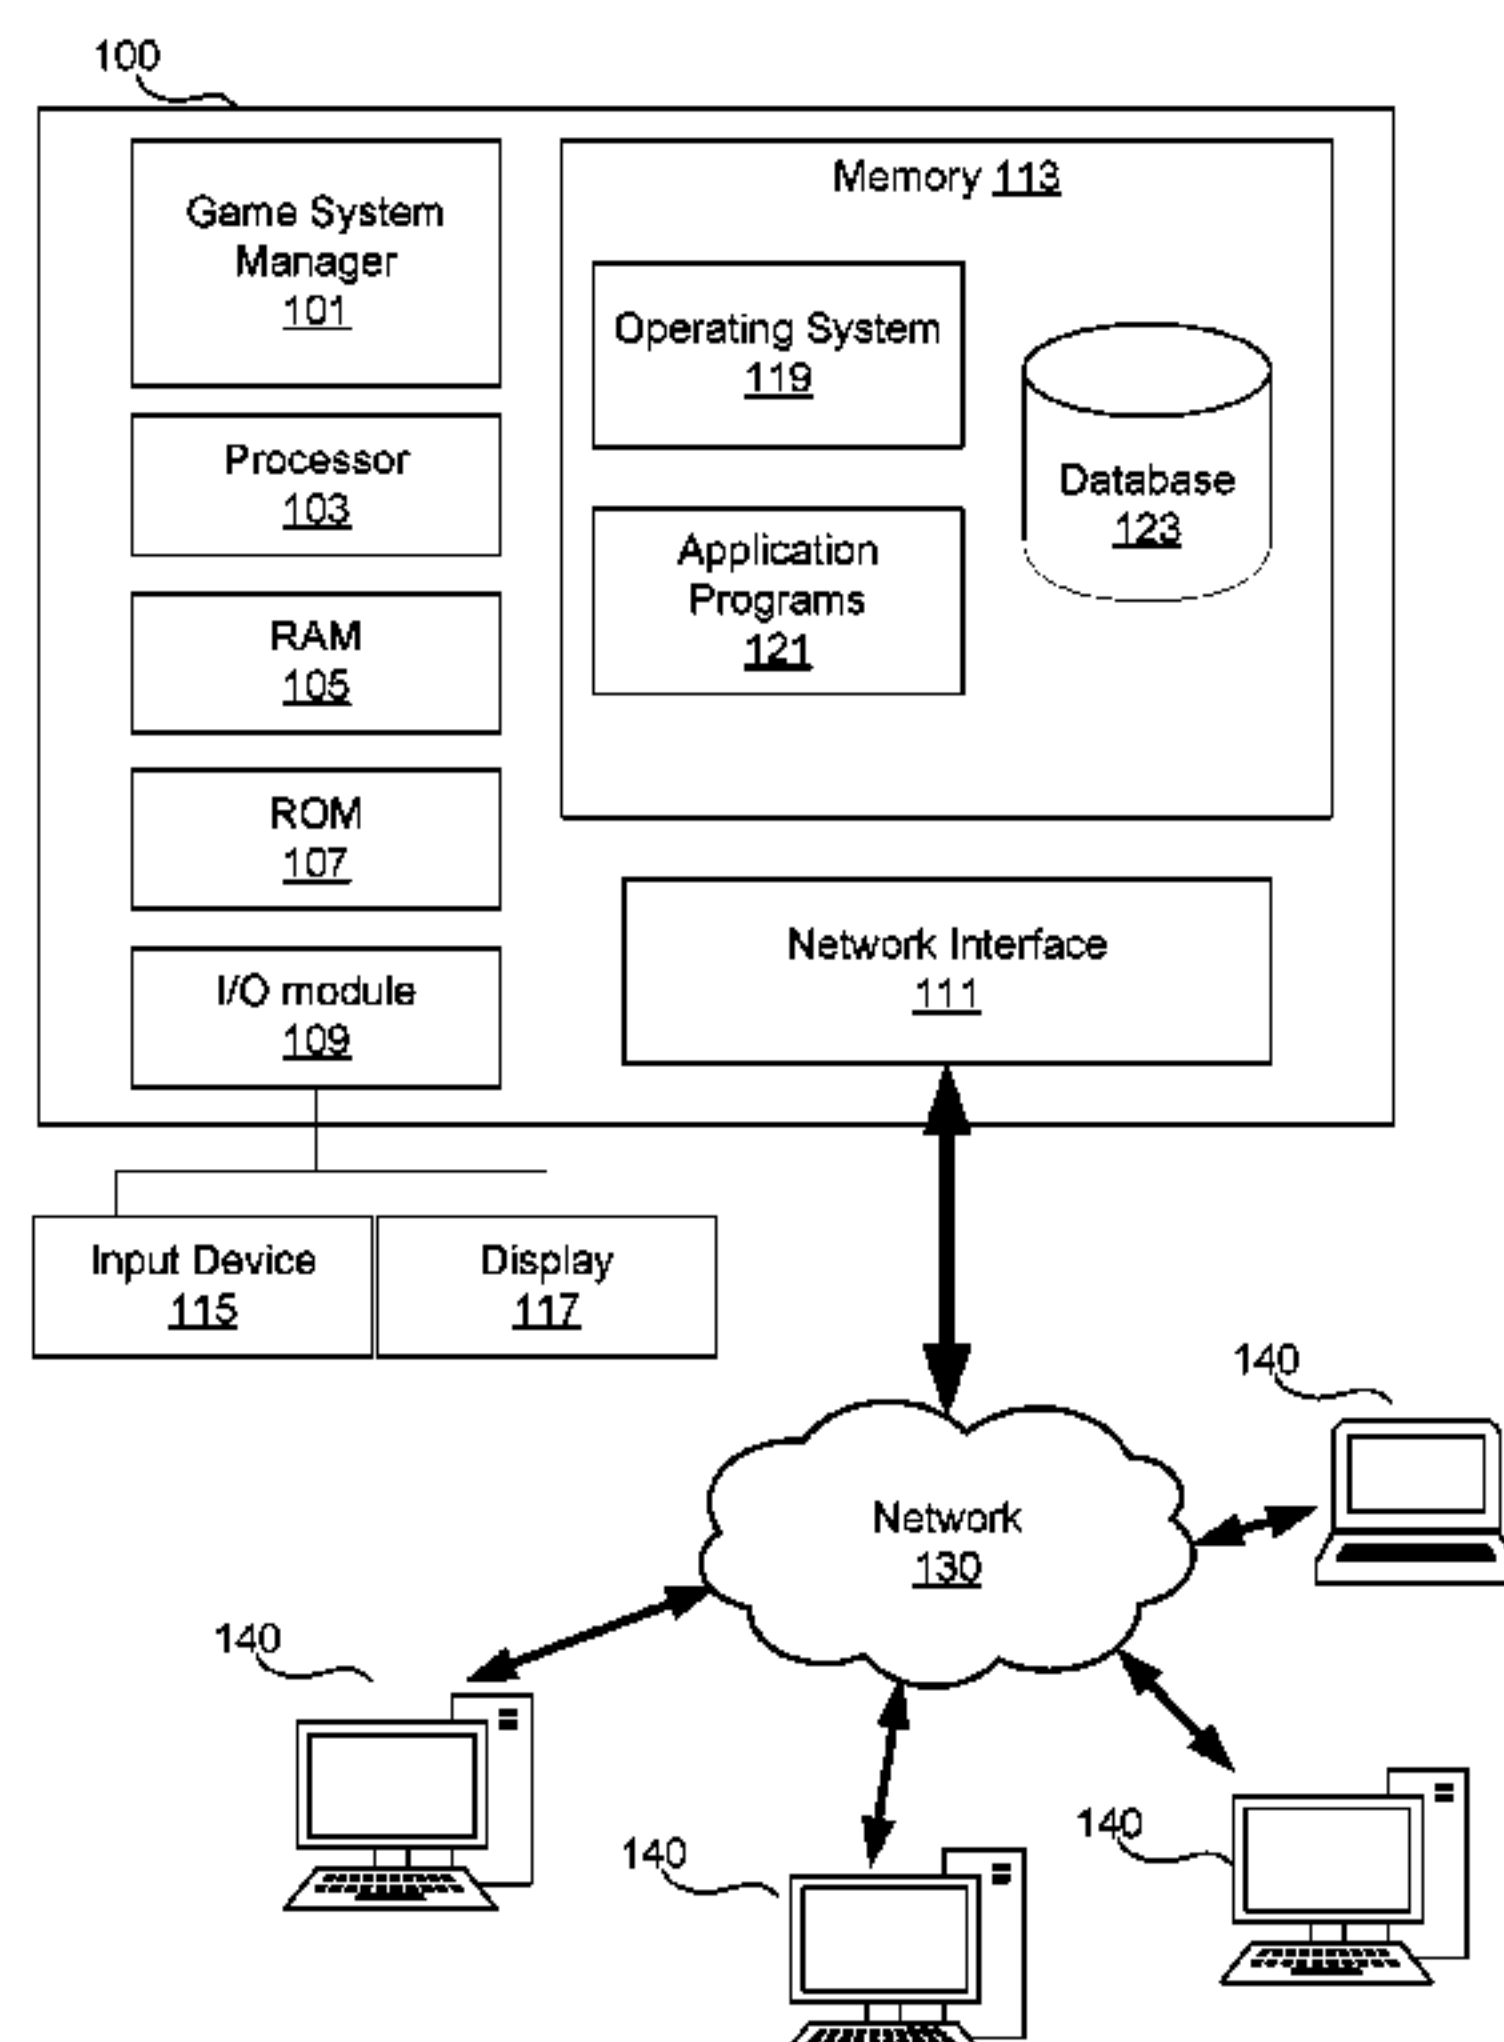 100
Game System
Manager
101
Processor
103
RAM
105
ROM
107
I/O module
109
Memory 113
Operating System
119
Application
Programs
121
Database
123
Network Interface
111
Input Device
115
Display
117
Network
130
140
140
140
140